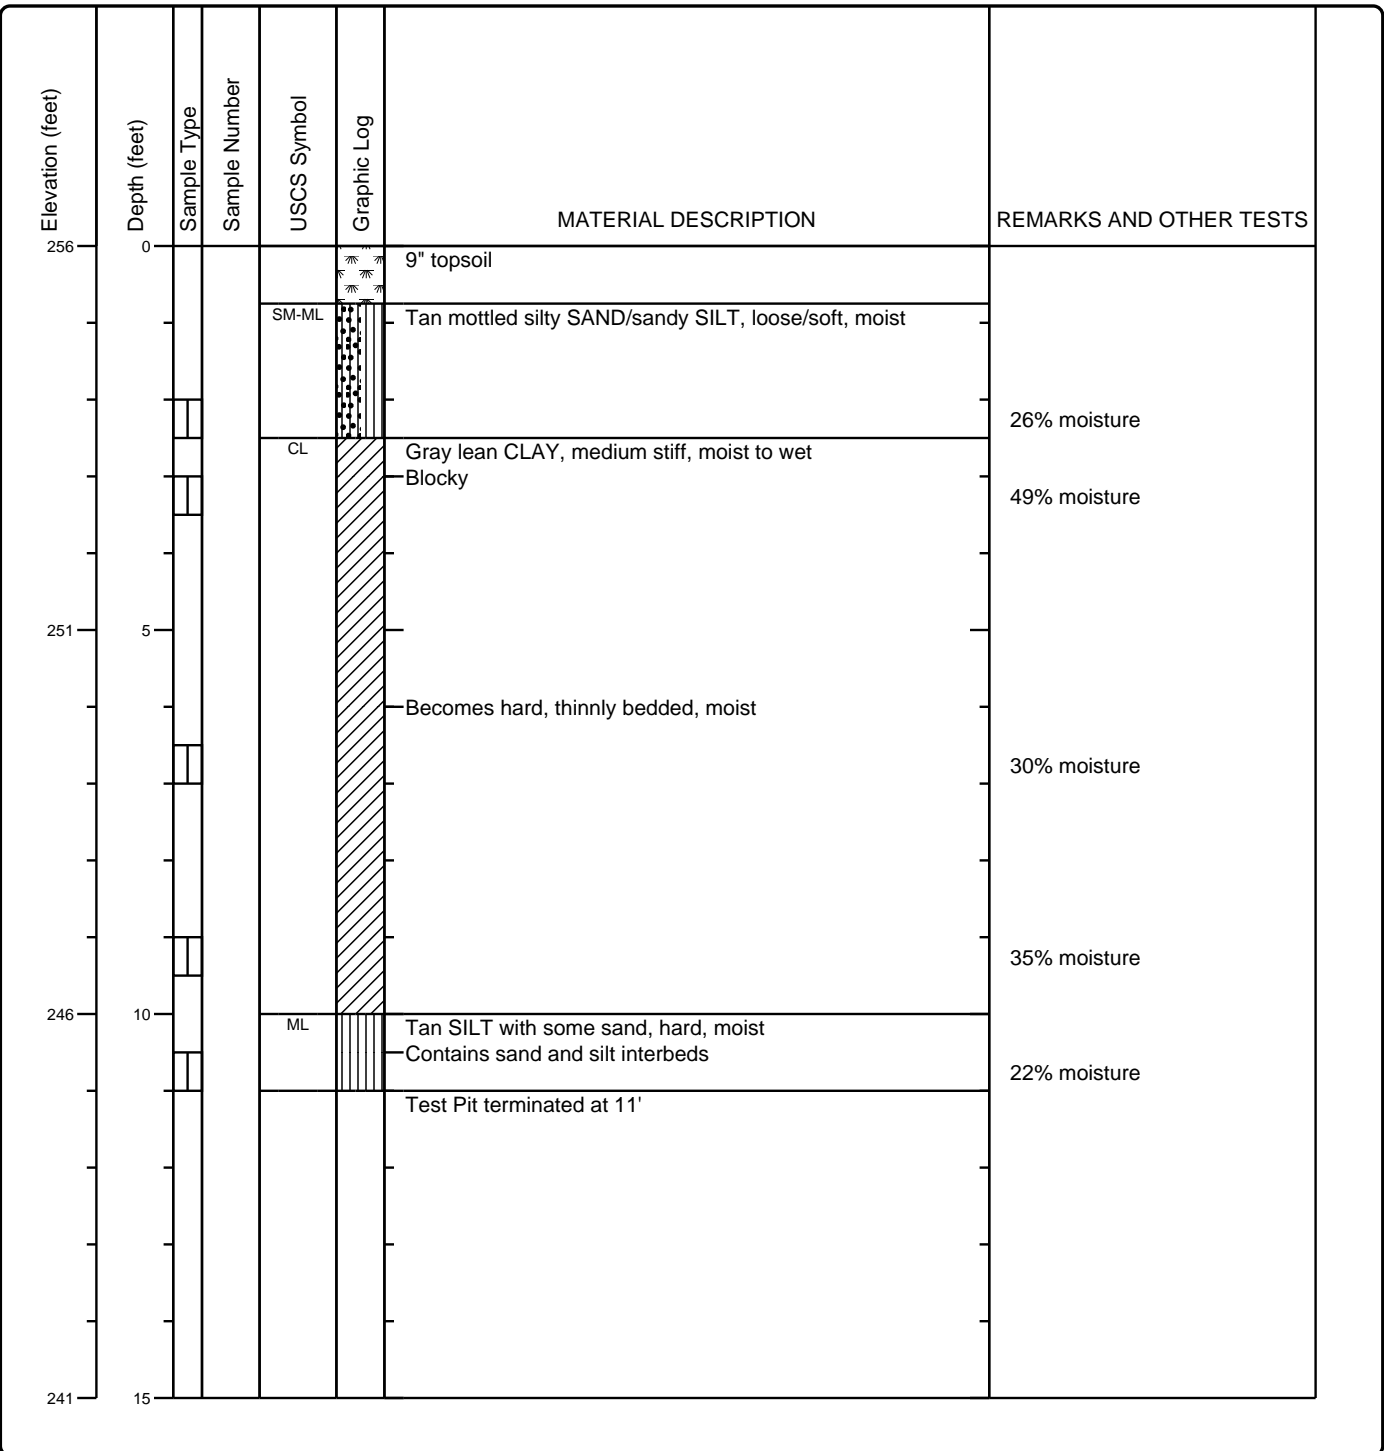 Elevation (feet)
Depth (feet)
Sample Type
Sample Number
USCS Symbol
Graphic Log
MATERIAL DESCRIPTION
REMARKS AND OTHER TESTS
256
0
9" topsoil
SM-ML
Tan mottled silty SAND/sandy SILT, loose/soft, moist
26% moisture
CL
Gray lean CLAY, medium stiff, moist to wet
Blocky
49% moisture
251
5
Becomes hard, thinnly bedded, moist
30% moisture
35% moisture
246
10
ML
Tan SILT with some sand, hard, moist
Contains sand and silt interbeds
22% moisture
Test Pit terminated at 11'
241
15